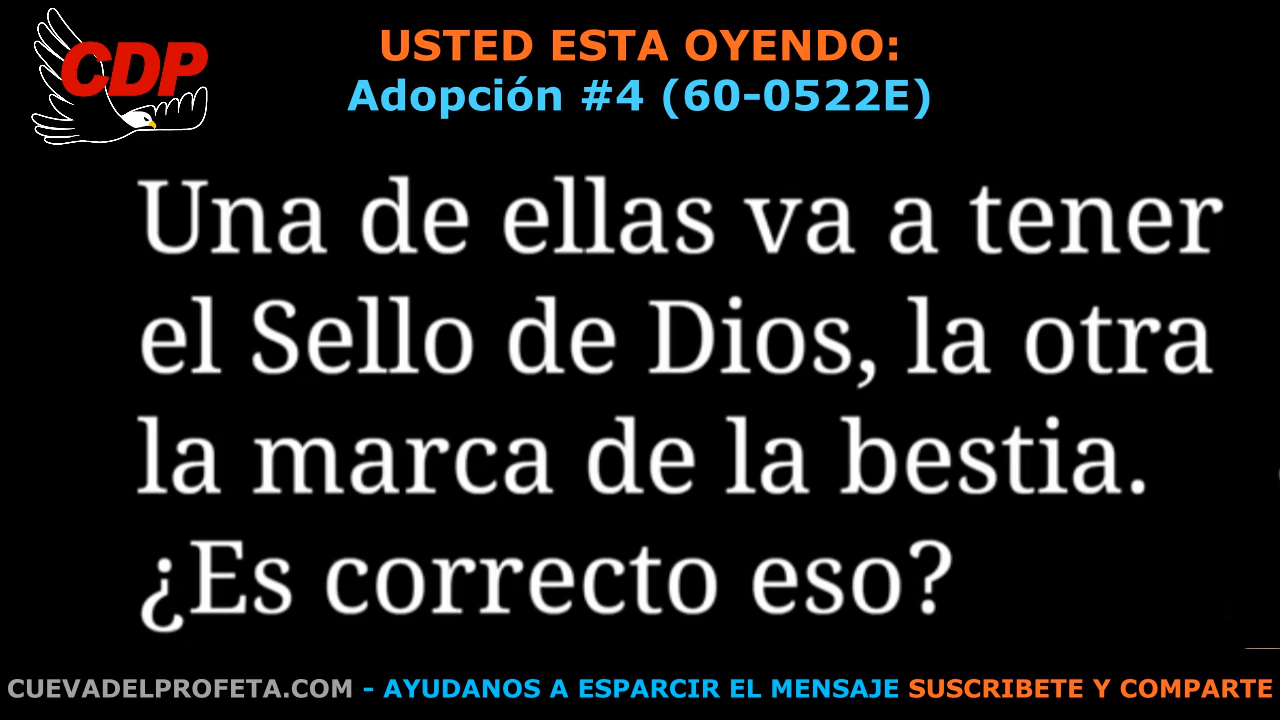 CDP
USTED ESTA OYENDO:
Adopción #4 (60-0522E)
Una de ellas va a tener
el Sello de Dios, la otra
la marca de la bestia.
¿Es correcto eso?
CUEVADELPROFETA.COM - AYUDANOS A ESPARCIR EL MENSAJE SUSCRIBETE Y COMPARTE